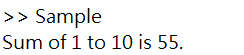 >> Sample
Sum of 1 to 10 is 55.